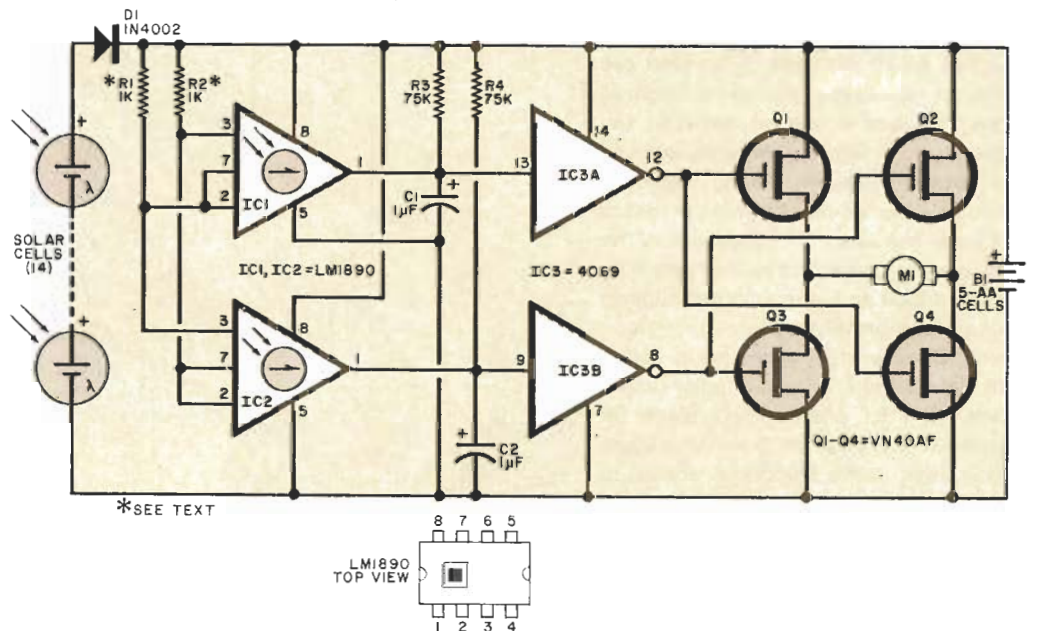 D1
1N4002
*R1
1K
R2*
1K
3
7
2
8
1
5
IC1
R3
75K
R4
75K
C1
1µF
+
13
14
12
IC3A
Q1
Q2
+
λ
SOLAR
CELLS
(14)
+
λ
IC1, IC2=LM1890
IC3=4069
M1
+
B1
5-AA
CELLS
3
7
2
8
1
5
IC2
+
C2
1µF
9
8
7
IC3B
Q3
Q4
Q1-Q4=VN40AF
*SEE TEXT
8 7 6 5
LM1890
TOP VIEW
1 2 3 4